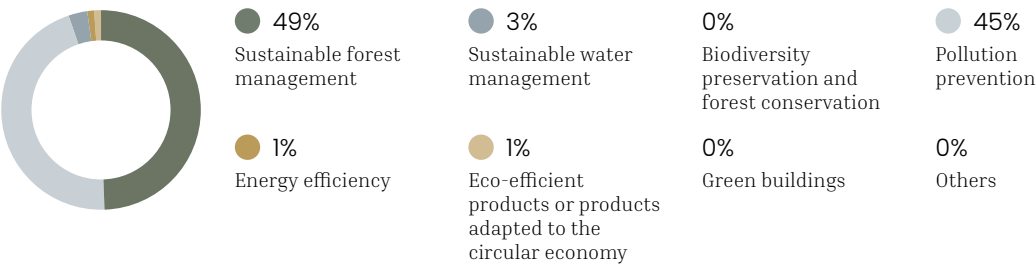 49%
Sustainable forest
management
3%
Sustainable water
management
0%
Biodiversity
preservation and
forest conservation
45%
Pollution
prevention
1%
Energy efficiency
1%
Eco-efficient
products or products
adapted to the
circular economy
0%
Green buildings
0%
Others